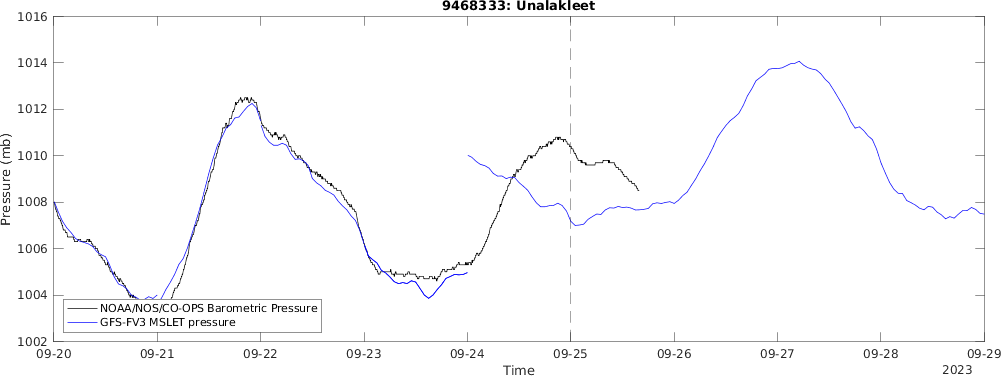 9468333: Unalakleet
1016
1014
1012
1010
1008
1006
1004
1002
Pressure (mb)
NOAA/NOS/CO-OPS Barometric Pressure
GFS-FV3 MSLET pressure
09-20 09-21 09-22 09-23 09-24 09-25 09-26 09-27 09-28 09-29
Time
2023